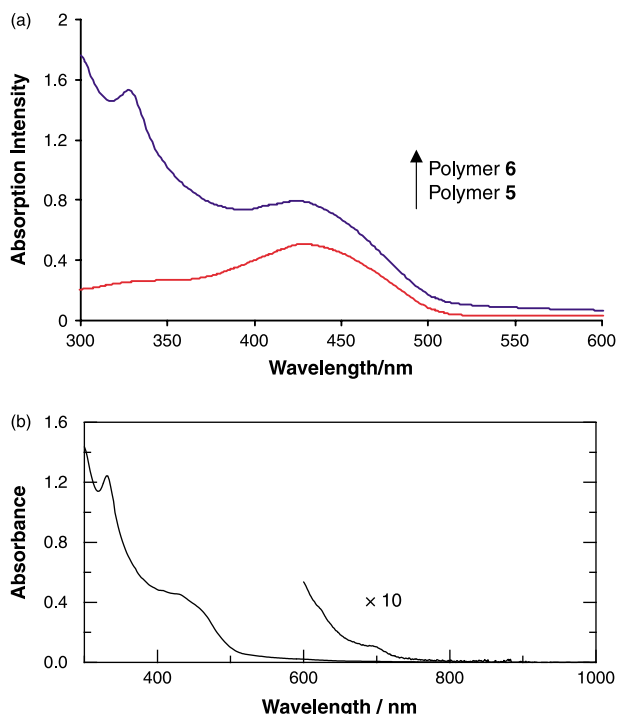 (a)
2
1.6
1.2
0.8
0.4
0
Absorption Intensity
Polymer 6
Polymer 5
300 350 400 450 500 550 600
Wavelength/nm
(b)
1.6
1.2
0.8
0.4
0.0
Absorbance
× 10
400 600 800 1000
Wavelength / nm